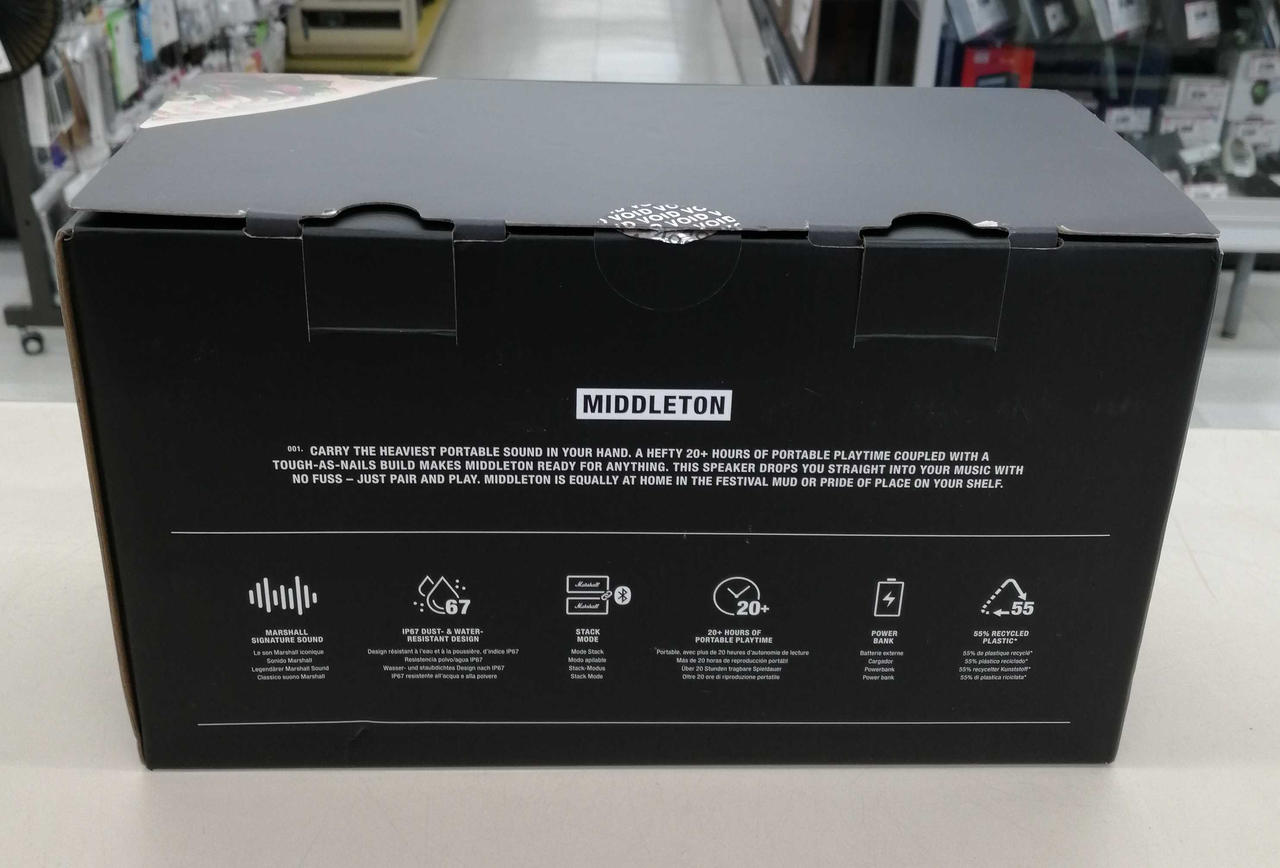 VOID VO
VOID VOID VOID
MIDDLETON
001. CARRY THE HEAVIEST PORTABLE SOUND IN YOUR HAND. A HEFTY 20+ HOURS OF PORTABLE PLAYTIME COUPLED WITH A
TOUGH-AS-NAILS BUILD MAKES MIDDLETON READY FOR ANYTHING. THIS SPEAKER DROPS YOU STRAIGHT INTO YOUR MUSIC WITH
NO FUSS – JUST PAIR AND PLAY. MIDDLETON IS EQUALLY AT HOME IN THE FESTIVAL MUD OR PRIDE OF PLACE ON YOUR SHELF.
MARSHALL
SIGNATURE SOUND
Le son Marshall iconique
Sonido Marshall
Legendärer Marshall Sound
Classico suono Marshall
67
IP67 DUST- & WATER-
RESISTANT DESIGN
Design résistant à l'eau et à la poussière, d'indice IP67
Resistencia polvo/agua IP67
Wasser- und staubdichtes Design nach IP67
IP67 resistente all'acqua e alla polvere
Marshall
Marshall
STACK
MODE
Mode Stack
Modo apilable
Stack-Modus
Stack Mode
20+
20+ HOURS OF
PORTABLE PLAYTIME
Portable, avec plus de 20 heures d'autonomie de lecture
Más de 20 horas de reproducción portátil
Über 20 Stunden tragbare Spieldauer
Oltre 20 ore di riproduzione portatile
POWER
BANK
Batterie externe
Cargador
Powerbank
Power bank
55
55% RECYCLED
PLASTIC*
55% de plastique recyclé*
55% plástico reciclado*
55% recycelter Kunststoff*
55% di plastica riciclata*